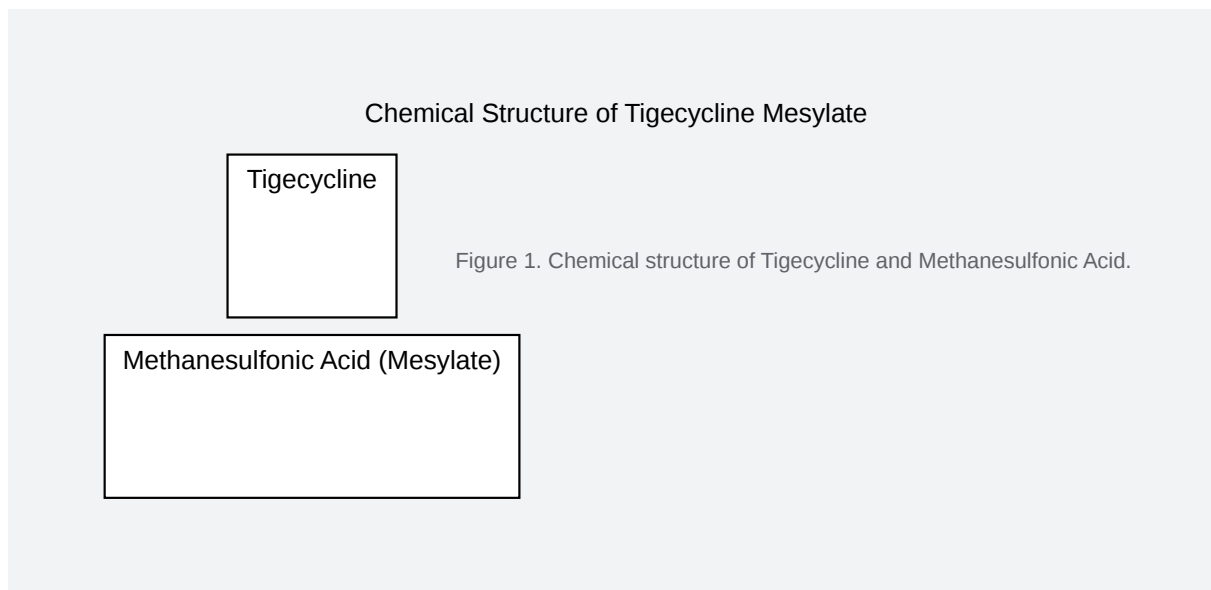 Chemical Structure of Tigecycline Mesylate
Tigecycline
Figure 1. Chemical structure of Tigecycline and Methanesulfonic Acid.
Methanesulfonic Acid (Mesylate)